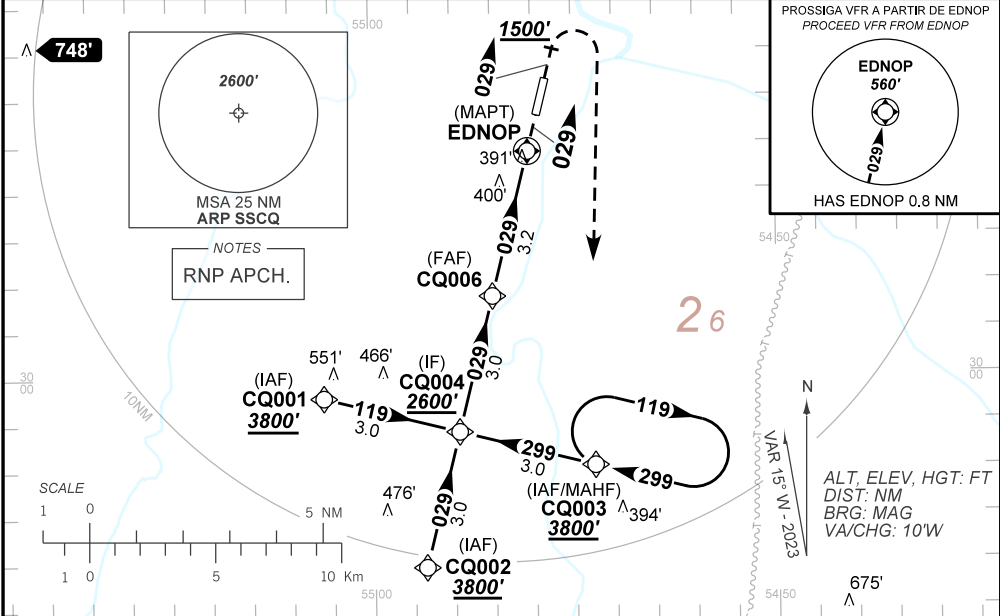 PROSSIGA VFR A PARTIR DE EDNOP
PROCEED VFR FROM EDNOP
EDNOP
560'
029
HAS EDNOP 0.8 NM
55°00
748'
2600'
MSA 25 NM
ARP SSCQ
NOTES
RNP APCH.
1500'
029
029
(MAPT)
EDNOP
391'
400'
029
3.2
(FAF)
CQ006
54°50
2 6
029
3.0
551'
466'
(IF)
CQ004
2600'
(IAF)
CQ001
3800'
119
3.0
30
00
10NM
30
00
119
299
299
3.0
(IAF/MAHF)
CQ003
3800'
394'
476'
029
3.0
(IAF)
CQ002
3800'
N
VAR 15° W - 2023
ALT, ELEV, HGT: FT
DIST: NM
BRG: MAG
VA/CHG: 10'W
SCALE
1 0 5 NM
1 0 5 10 Km
55°00
54°50
675'